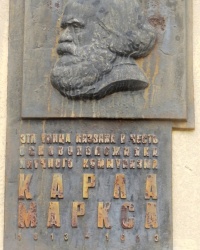 ЭТА УЛИЦА НАЗВАНА В ЧЕСТЬ
ОСНОВОПОЛОЖНИКА
НАУЧНОГО КОММУНИЗМА
КАРЛА
МАРКСА